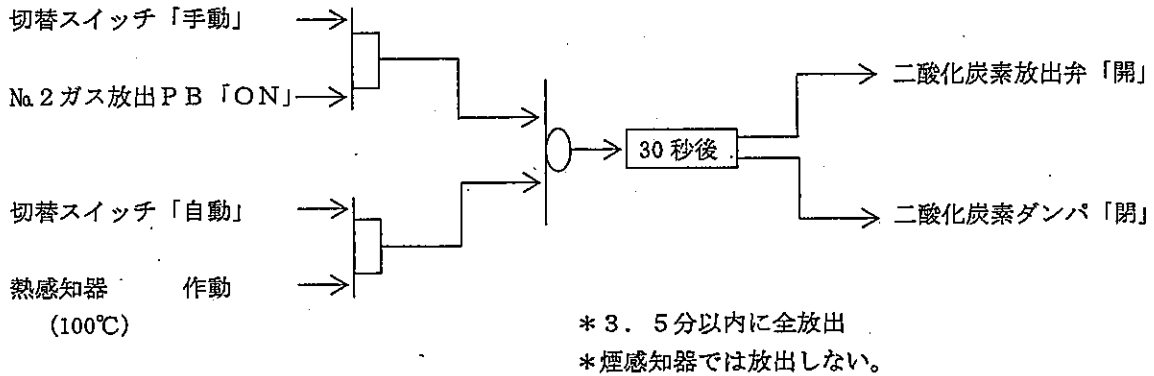 切替スイッチ「手動」
二酸化炭素放出弁「開」
№2ガス放出PB「ON」
30秒後
切替スイッチ「自動」
二酸化炭素ダンパ「閉」
熱感知器 作動
(100℃)
*3.5分以内に全放出
*煙感知器では放出しない。